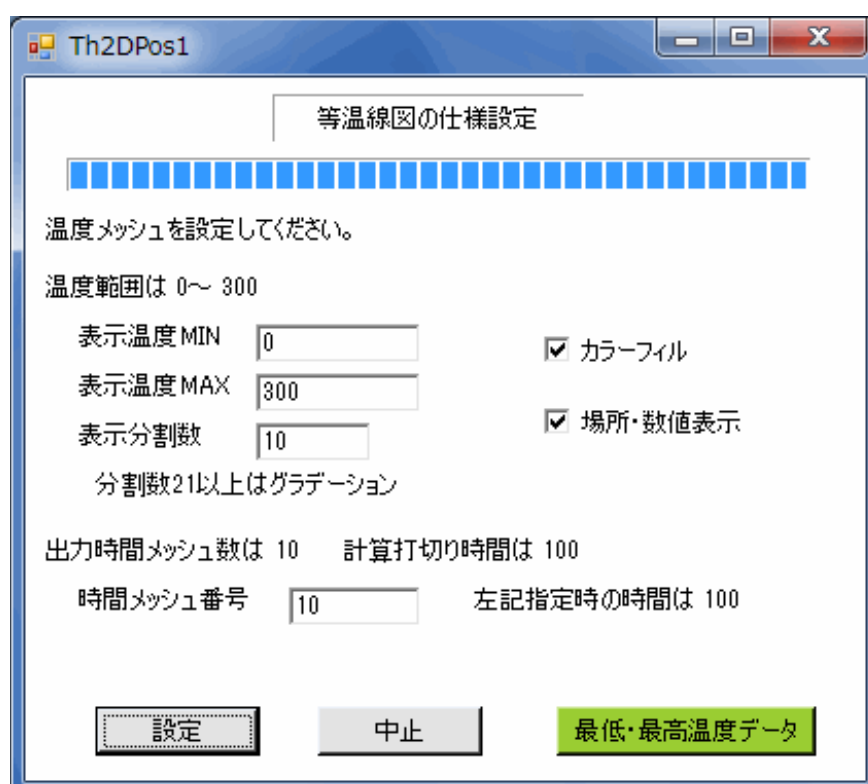 Th2DPos1
等温線図の仕様設定
温度メッシュを設定してください。
温度範囲は 0～ 300
表示温度MIN 0
カラーフィル
表示温度MAX 300
場所・数値表示
表示分割数 10
分割数21以上はグラデーション
出力時間メッシュ数は 10 計算打切り時間は 100
時間メッシュ番号 10 左記指定時の時間は 100
設定 中止 最低・最高温度データ